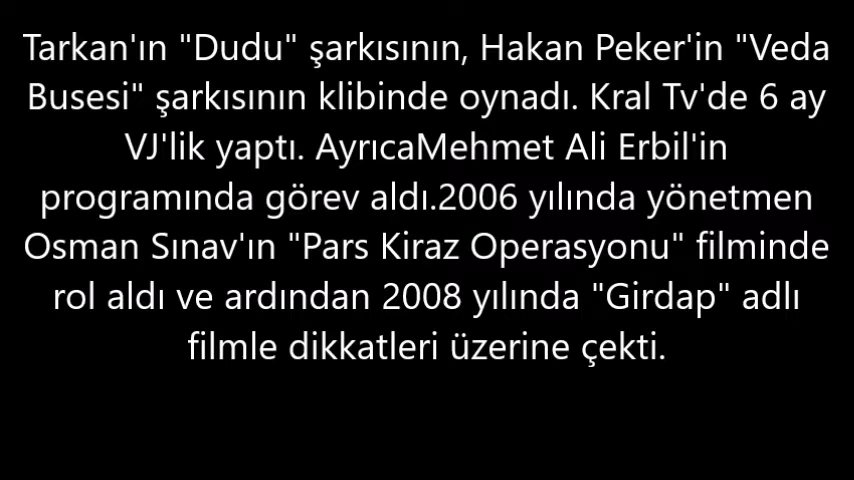 Tarkan'ın "Dudu" şarkısının, Hakan Peker'in "Veda
Busesi" şarkısının klibinde oynadı. Kral Tv'de 6 ay
VJ'lik yaptı. AyrıcaMehmet Ali Erbil'in
programında görev aldı.2006 yılında yönetmen
Osman Sınav'ın "Pars Kiraz Operasyonu" filminde
rol aldı ve ardından 2008 yılında "Girdap" adlı
filmle dikkatleri üzerine çekti.